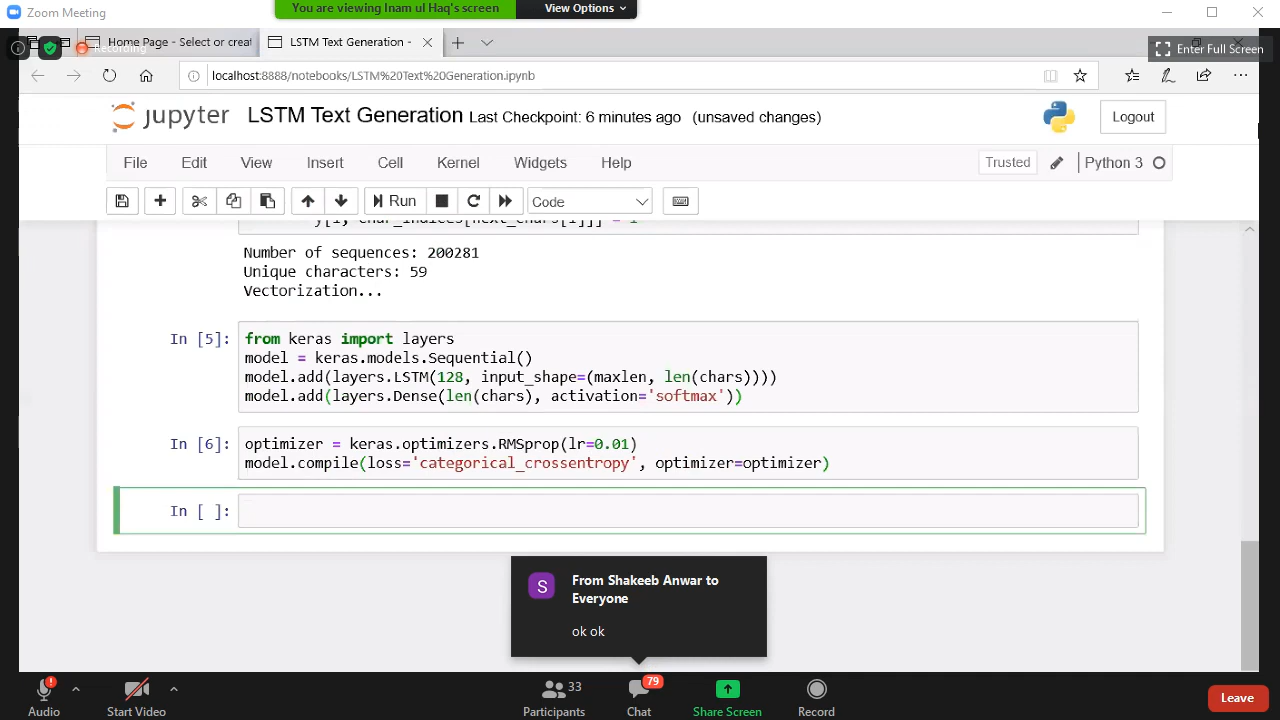 Zoom Meeting
You are viewing Inam ul Haq's screen
View Options
Home Page - Select or creat
LSTM Text Generation -
Recording
Enter Full Screen
localhost:8888/notebooks/LSTM%20Text%20Generation.ipynb
jupyter
LSTM Text Generation Last Checkpoint: 6 minutes ago (unsaved changes)
Logout
File Edit View Insert Cell Kernel Widgets Help
Trusted
Python 3
Run
Code
y[i, char_indices[next_chars[i]]] = 1
Number of sequences: 200281
Unique characters: 59
Vectorization...
In [5]:
from keras import layers
model = keras.models.Sequential()
model.add(layers.LSTM(128, input_shape=(maxlen, len(chars))))
model.add(layers.Dense(len(chars), activation='softmax'))
In [6]:
optimizer = keras.optimizers.RMSprop(lr=0.01)
model.compile(loss='categorical_crossentropy', optimizer=optimizer)
In [ ]:
S
From Shakeeb Anwar to
Everyone
ok ok
33
79
Audio
Start Video
Participants
Chat
Share Screen
Record
Leave